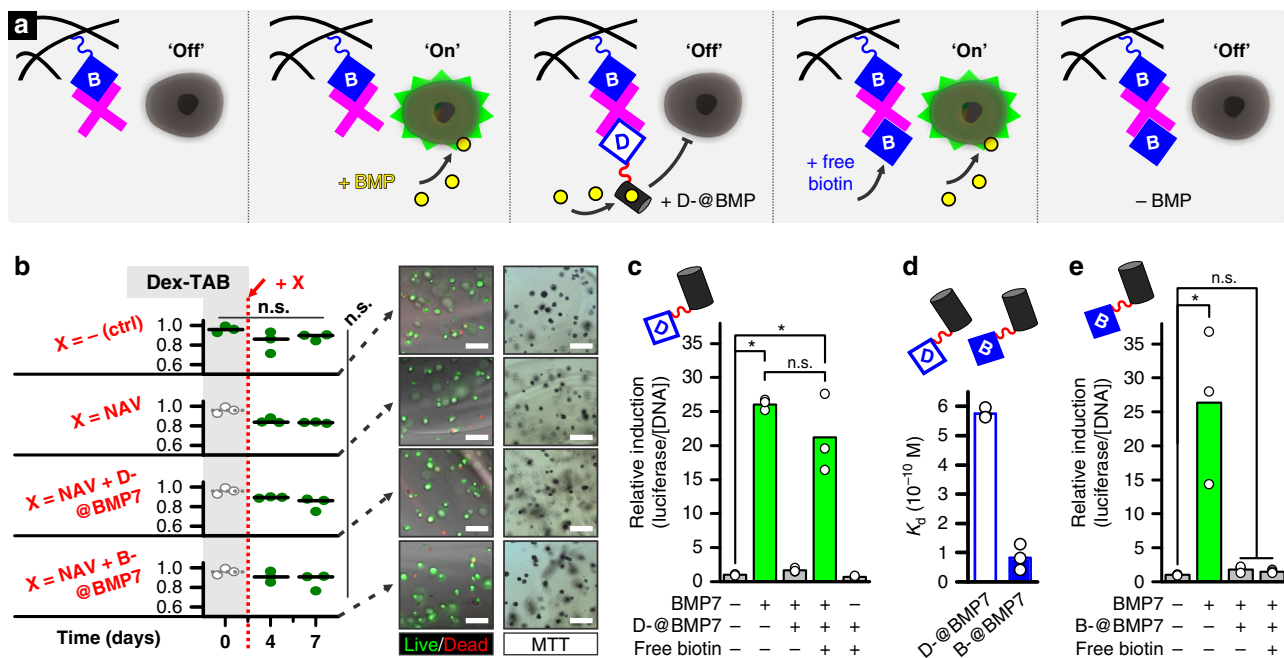 a
'Off' 'On' 'Off' 'On' 'Off'
B B B B B
D B B
+ BMP
+ D-@BMP
+ free
biotin
– BMP
b
Dex-TAB
+ X
n.s.
n.s.
X = – (ctrl)
1.0
0.8
0.6
X = NAV
1.0
0.8
0.6
X = NAV + D-
@BMP7
1.0
0.8
0.6
X = NAV + B-
@BMP7
1.0
0.8
0.6
Time (days) 0 4 7
Live/Dead MTT
c
D
Relative induction
(luciferase/[DNA])
35
30
25
20
15
10
5
0
*
*
n.s.
BMP7 – + + + –
D-@BMP7 – – + + +
Free biotin – – – + +
d
D B
Kd (10⁻¹⁰ M)
6
5
4
3
2
1
0
D-@BMP7
B-@BMP7
e
B
Relative induction
(luciferase/[DNA])
35
30
25
20
15
10
5
0
n.s.
*
BMP7 – + + +
B-@BMP7 – – + +
Free biotin – – – +